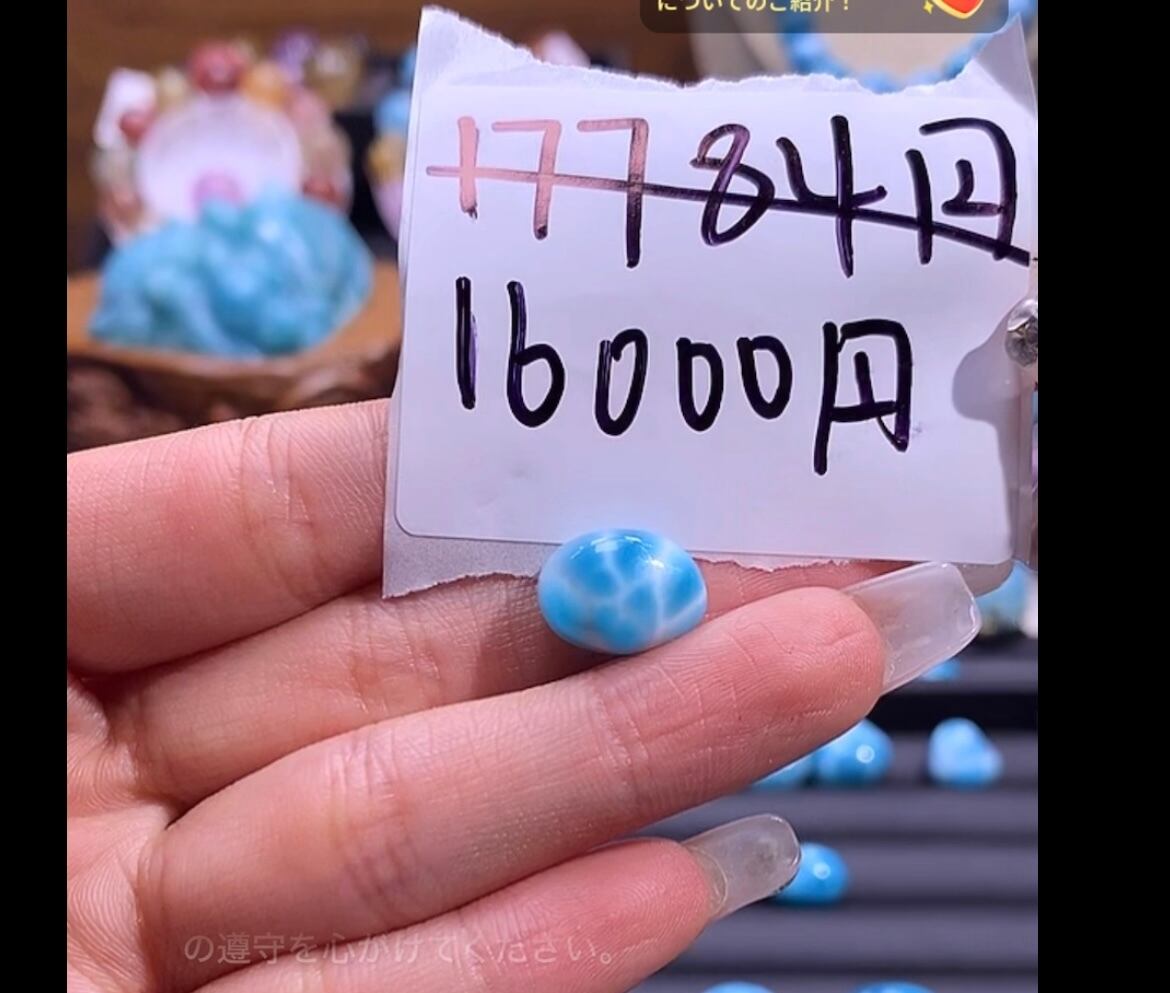 についてのご紹介！
17784円
16000円
の遵守を心がけてください。